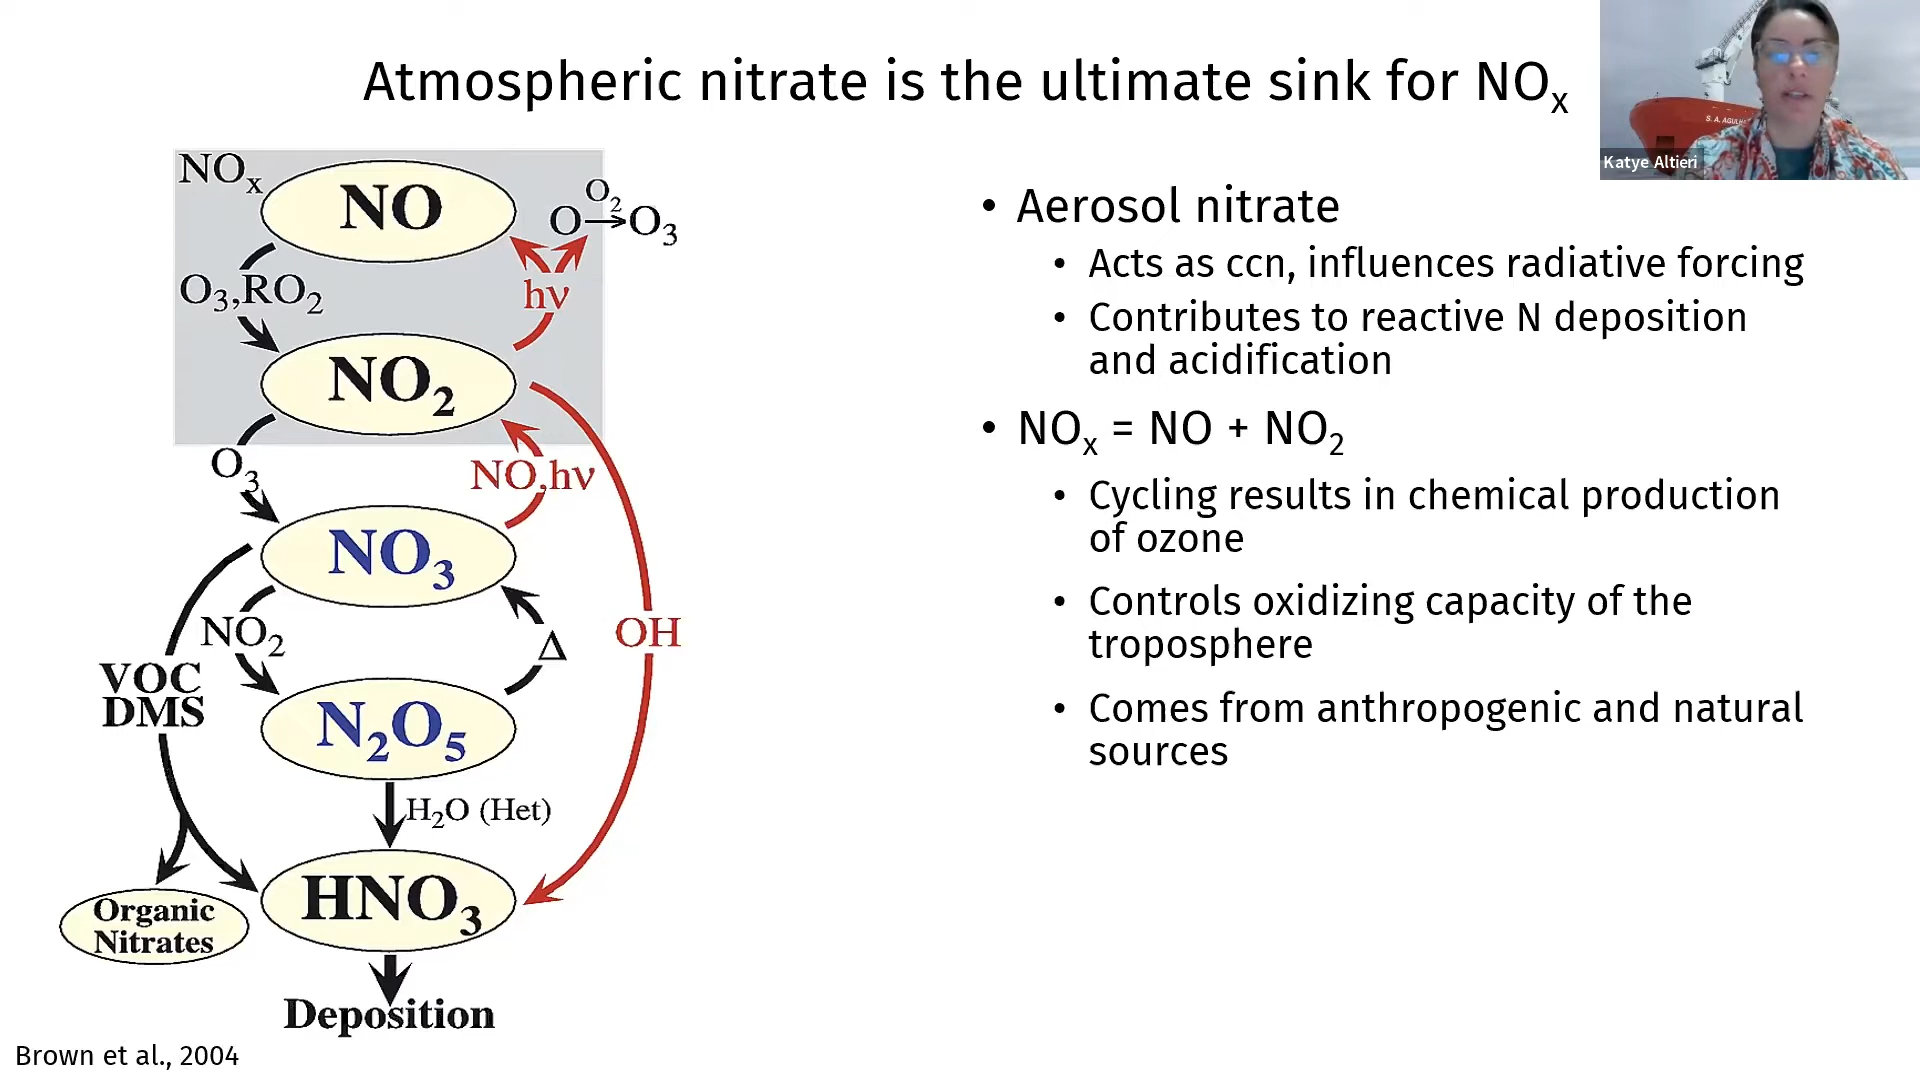 Atmospheric nitrate is the ultimate sink for NOx
S. A. AGULH
Katye Altieri
NOx
NO
O2
O → O3
O3,RO2
hν
NO2
O3
NO,hν
NO3
NO2
Δ
OH
VOC
DMS
N2O5
H2O (Het)
HNO3
Organic
Nitrates
Deposition
Brown et al., 2004
• Aerosol nitrate
• Acts as ccn, influences radiative forcing
• Contributes to reactive N deposition
and acidification
• NOx = NO + NO2
• Cycling results in chemical production
of ozone
• Controls oxidizing capacity of the
troposphere
• Comes from anthropogenic and natural
sources